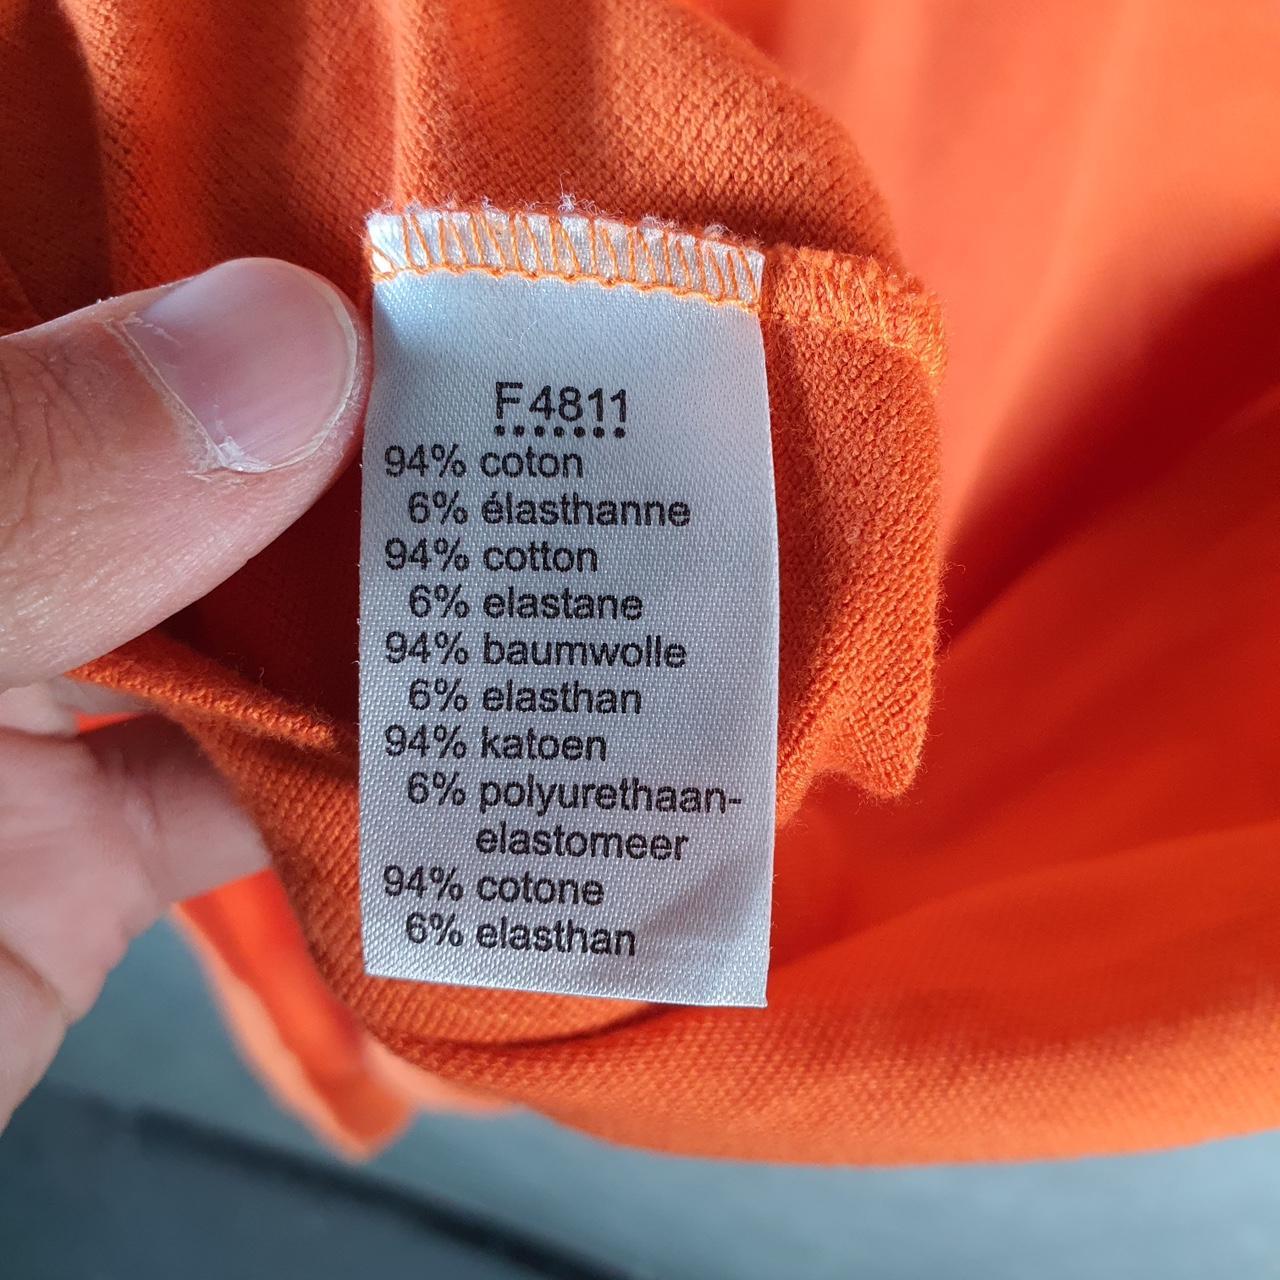 F4811
94% coton
6% élasthanne
94% cotton
6% elastane
94% baumwolle
6% elasthan
94% katoen
6% polyurethaan-
elastomeer
94% cotone
6% elasthan